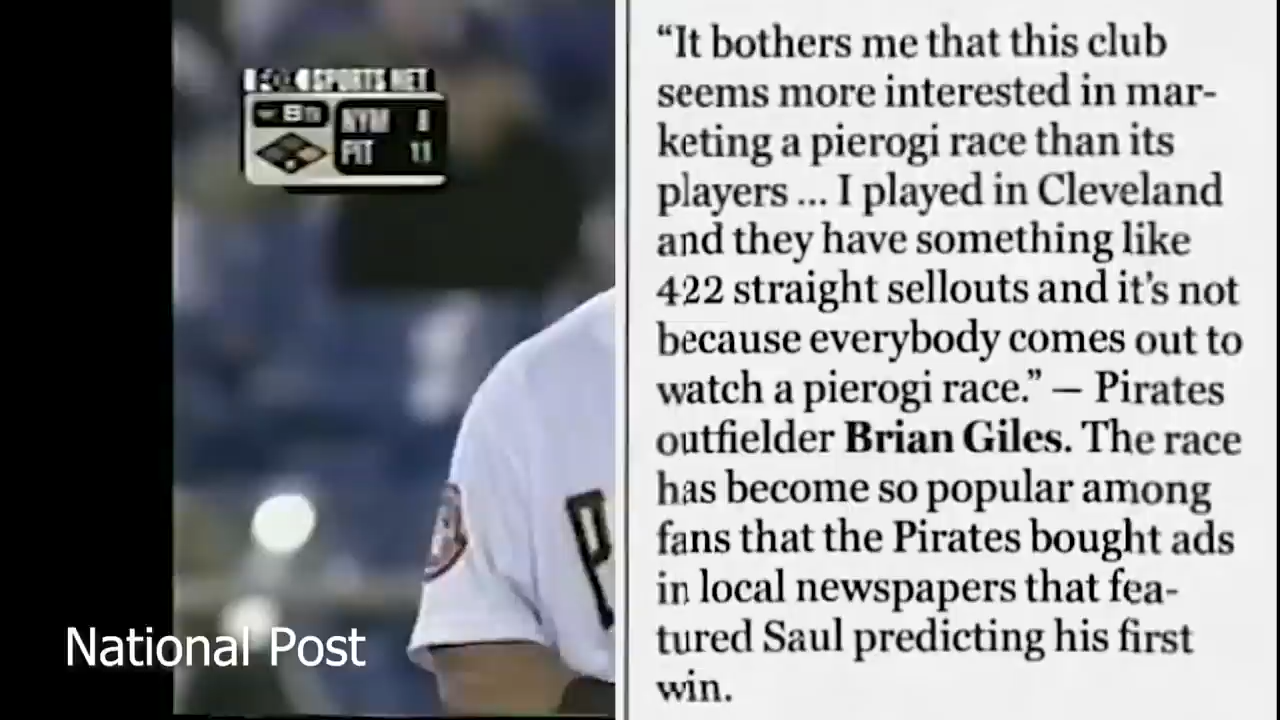 SPORTS NET
NYM 8
PIT 11
National Post
“It bothers me that this club
seems more interested in mar-
keting a pierogi race than its
players ... I played in Cleveland
and they have something like
422 straight sellouts and it’s not
because everybody comes out to
watch a pierogi race.” — Pirates
outfielder Brian Giles. The race
has become so popular among
fans that the Pirates bought ads
in local newspapers that fea-
tured Saul predicting his first
win.